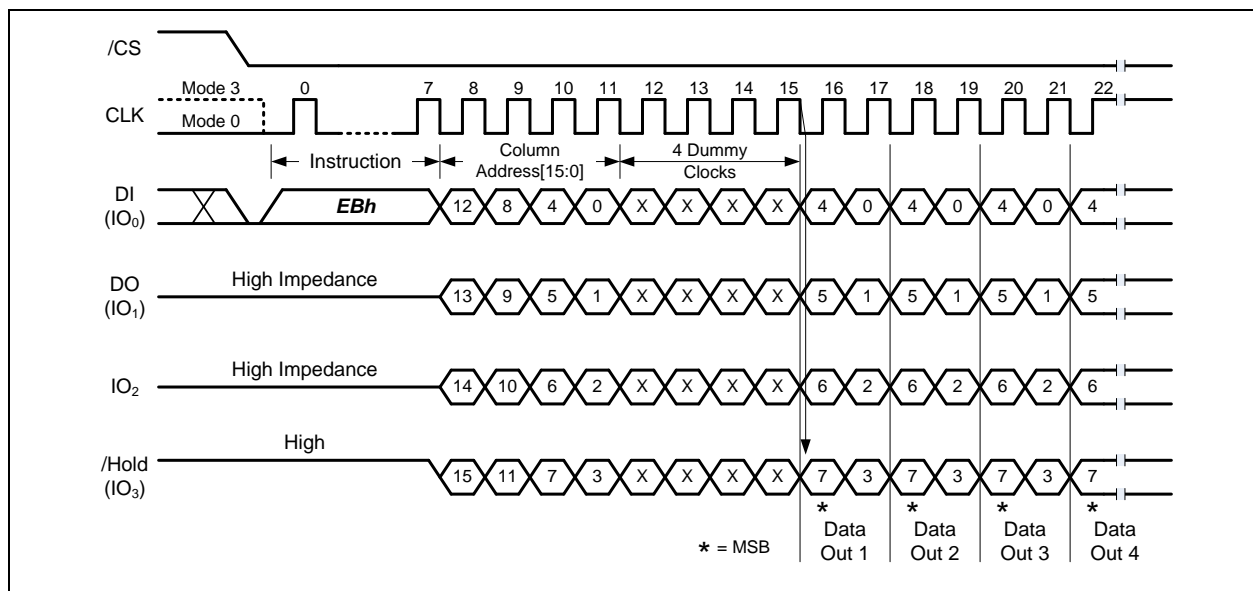 /CS
Mode 3 0 7 8 9 10 11 12 13 14 15 16 17 18 19 20 21 22
CLK
Mode 0
Instruction
Column
Address[15:0]
4 Dummy
Clocks
DI
(IO0)
EBh 12 8 4 0 X X X X 4 0 4 0 4 0 4
High Impedance
DO
(IO1)
13 9 5 1 X X X X 5 1 5 1 5 1 5
High Impedance
IO2
14 10 6 2 X X X X 6 2 6 2 6 2 6
High
/Hold
(IO3)
15 11 7 3 X X X X 7 3 7 3 7 3 7
* * * *
* = MSB
Data
Out 1
Data
Out 2
Data
Out 3
Data
Out 4